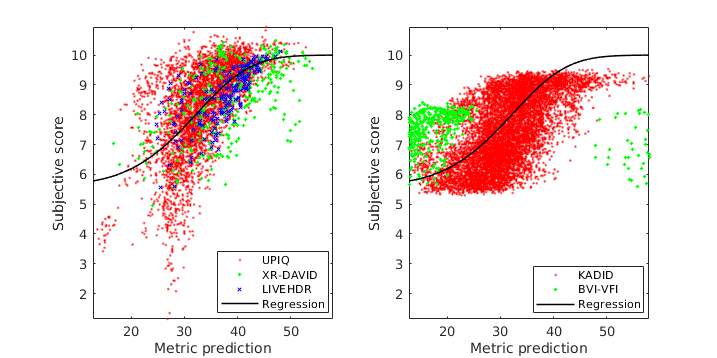 10
9
8
7
6
5
4
3
2
Subjective score
20 30 40 50
Metric prediction
UPIQ
XR-DAVID
LIVEHDR
Regression
10
9
8
7
6
5
4
3
2
Subjective score
20 30 40 50
Metric prediction
KADID
BVI-VFI
Regression